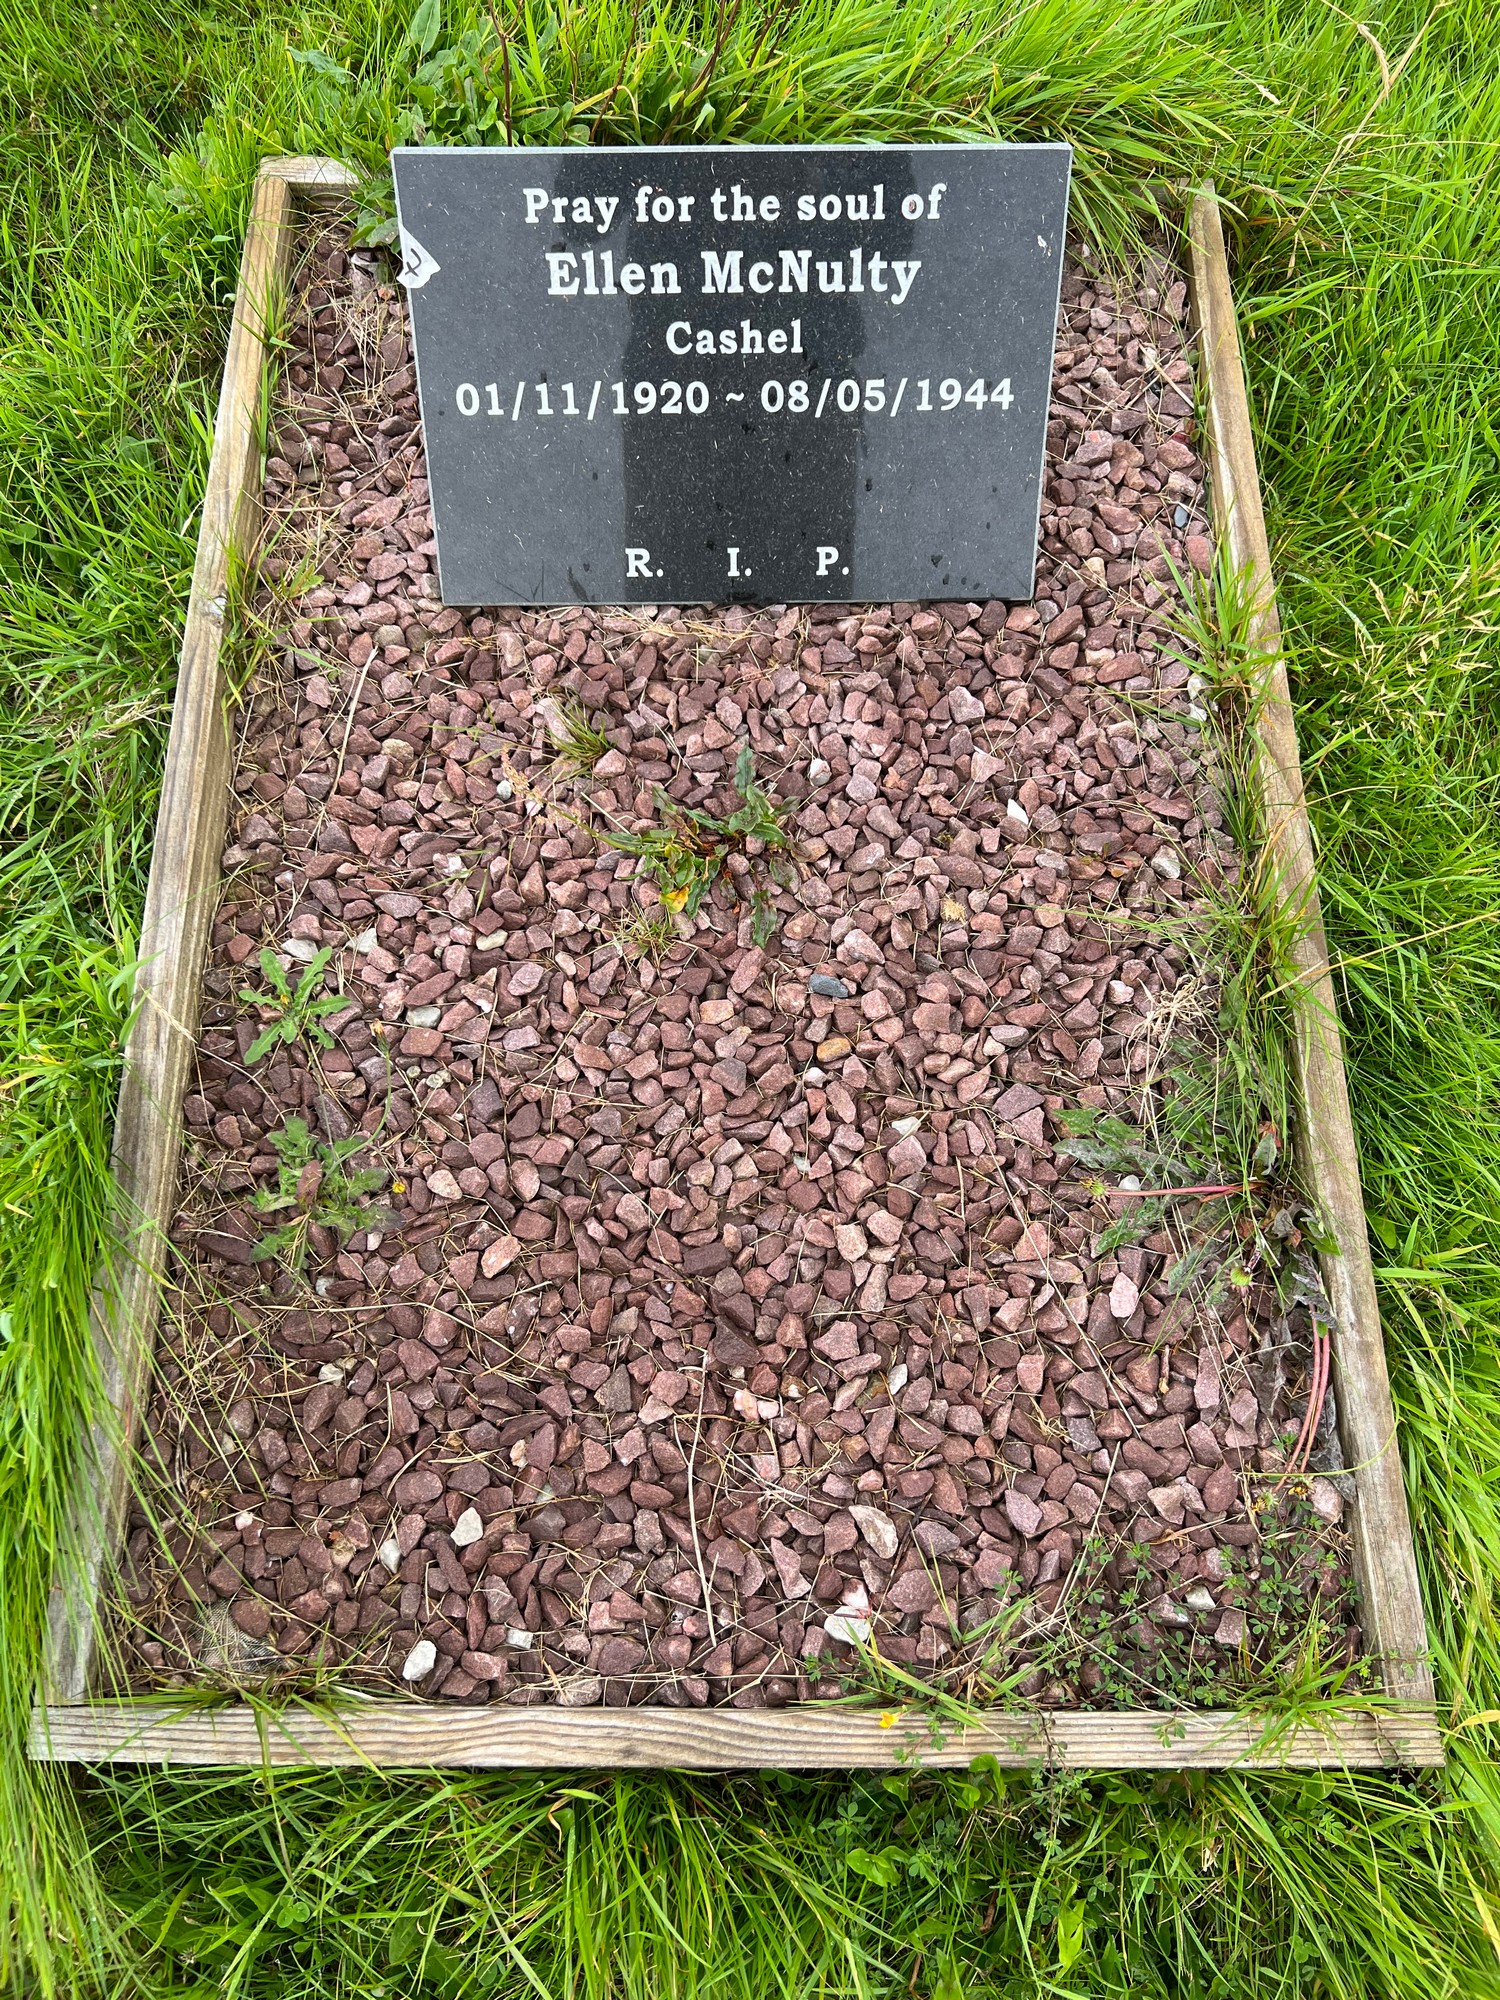 Pray for the soul of
Ellen McNulty
Cashel
01/11/1920 ~ 08/05/1944
R. I. P.